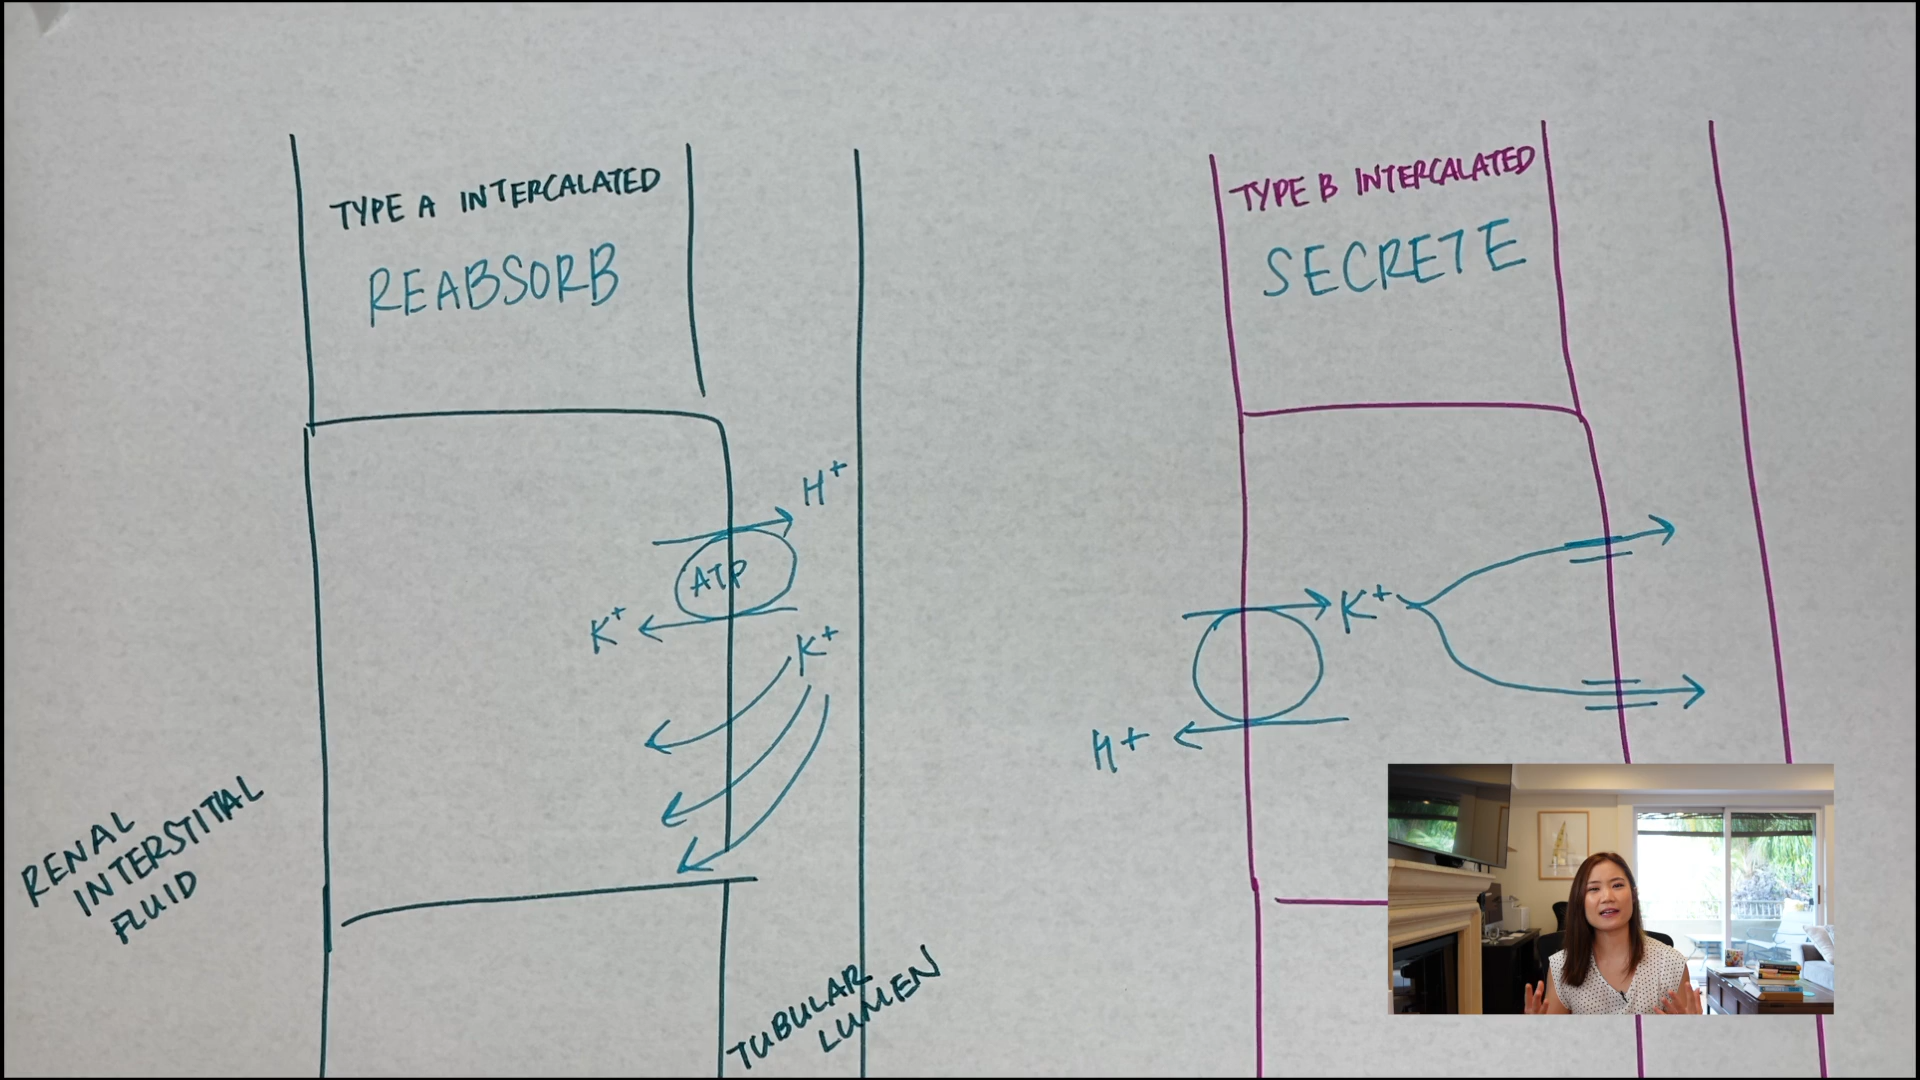 TYPE A INTERCALATED
REABSORB
H+
ATP
K+
K+
RENAL
INTERSTITIAL
FLUID
TUBULAR
LUMEN
TYPE B INTERCALATED
SECRETE
K+
H+